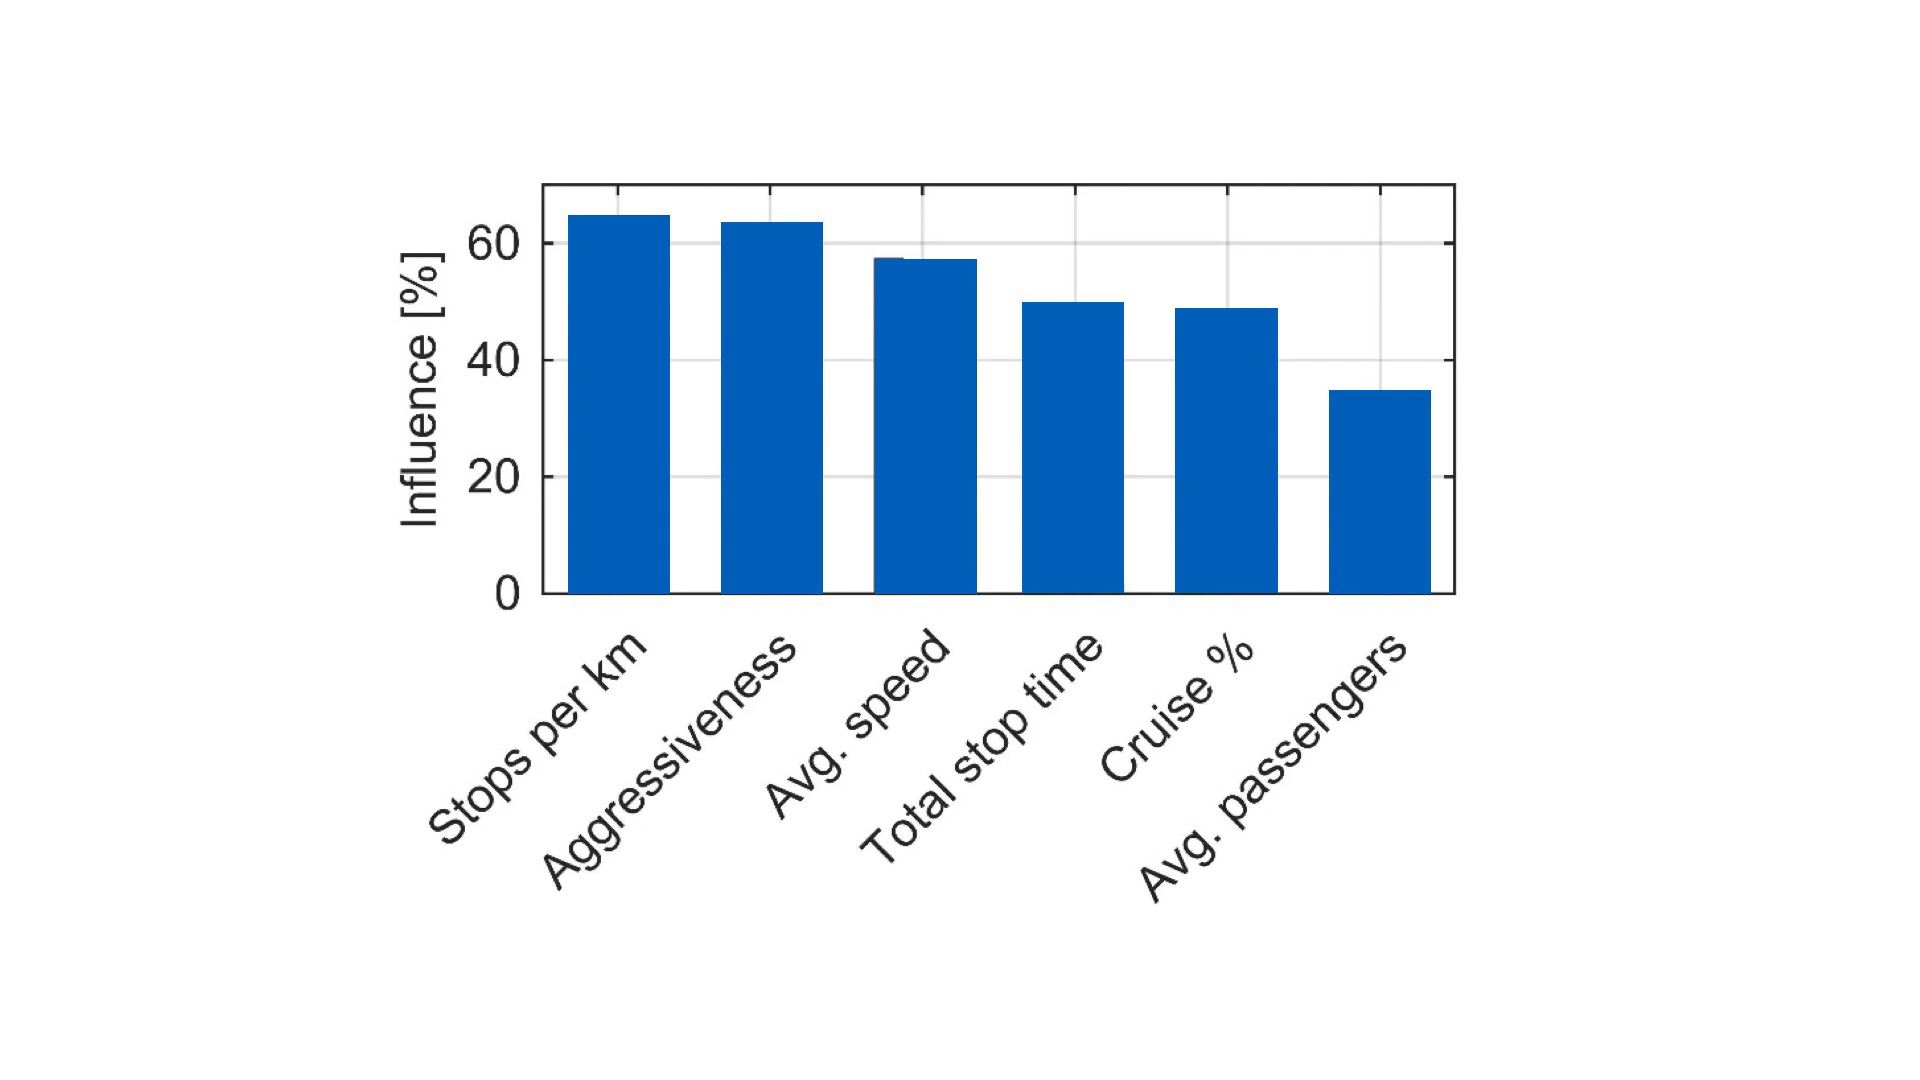 Influence [%]
60
40
20
0
Stops per km
Aggressiveness
Avg. speed
Total stop time
Cruise %
Avg. passengers